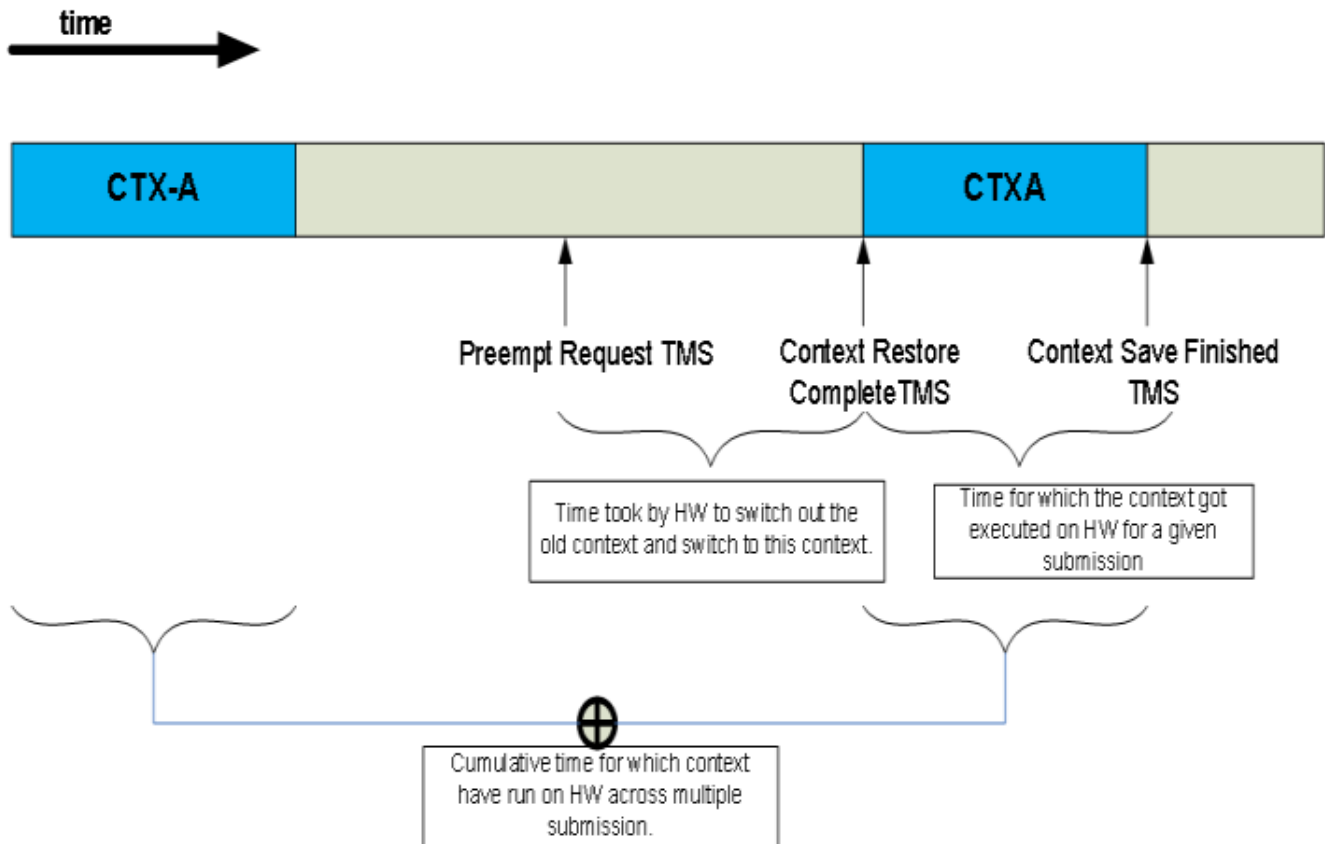 time
CTX-A
CTXA
Preempt Request TMS
Context Restore
CompleteTMS
Context Save Finished
TMS
Time took by HW to switch out the
old context and switch to this context.
Time for which the context got
executed on HW for a given
submission
Cumulative time for which context
have run on HW across multiple
submission.